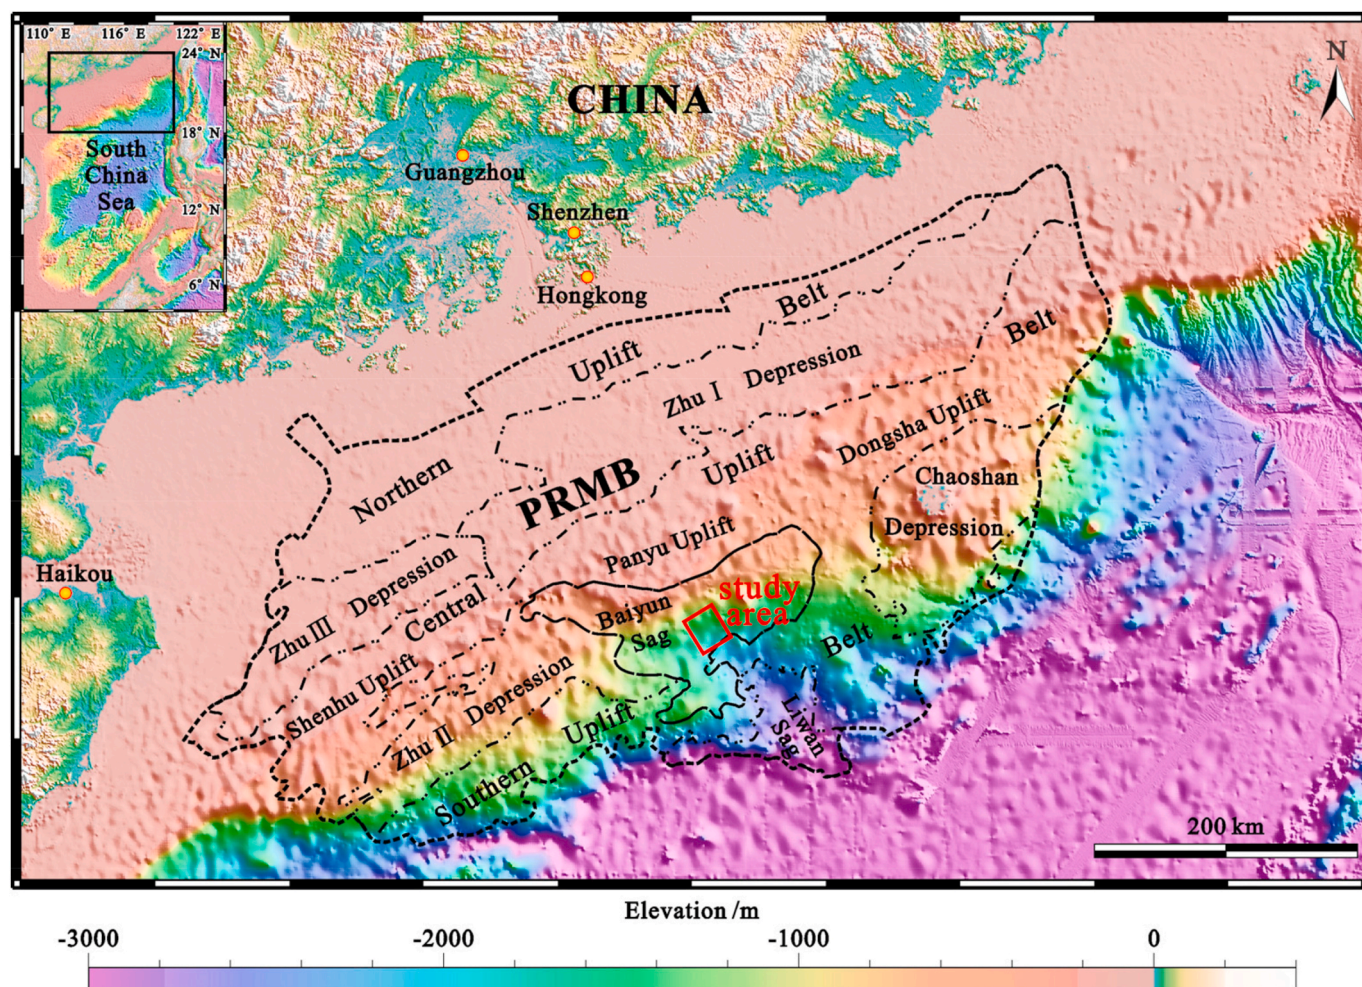 110° E 116° E 122° E
24° N
18° N
12° N
6° N
South
China
Sea
CHINA
N
Guangzhou
Shenzhen
Hongkong
Haikou
Northern Uplift Belt
Zhu I Depression
PRMB
Central Uplift Belt
Dongsha Uplift
Chaoshan
Depression
Panyu Uplift
Zhu III Depression
Baiyun
Sag
study
area
Shenhu Uplift
Zhu II Depression
Southern Uplift Belt
Liwan
Sag
200 km
Elevation /m
-3000 -2000 -1000 0